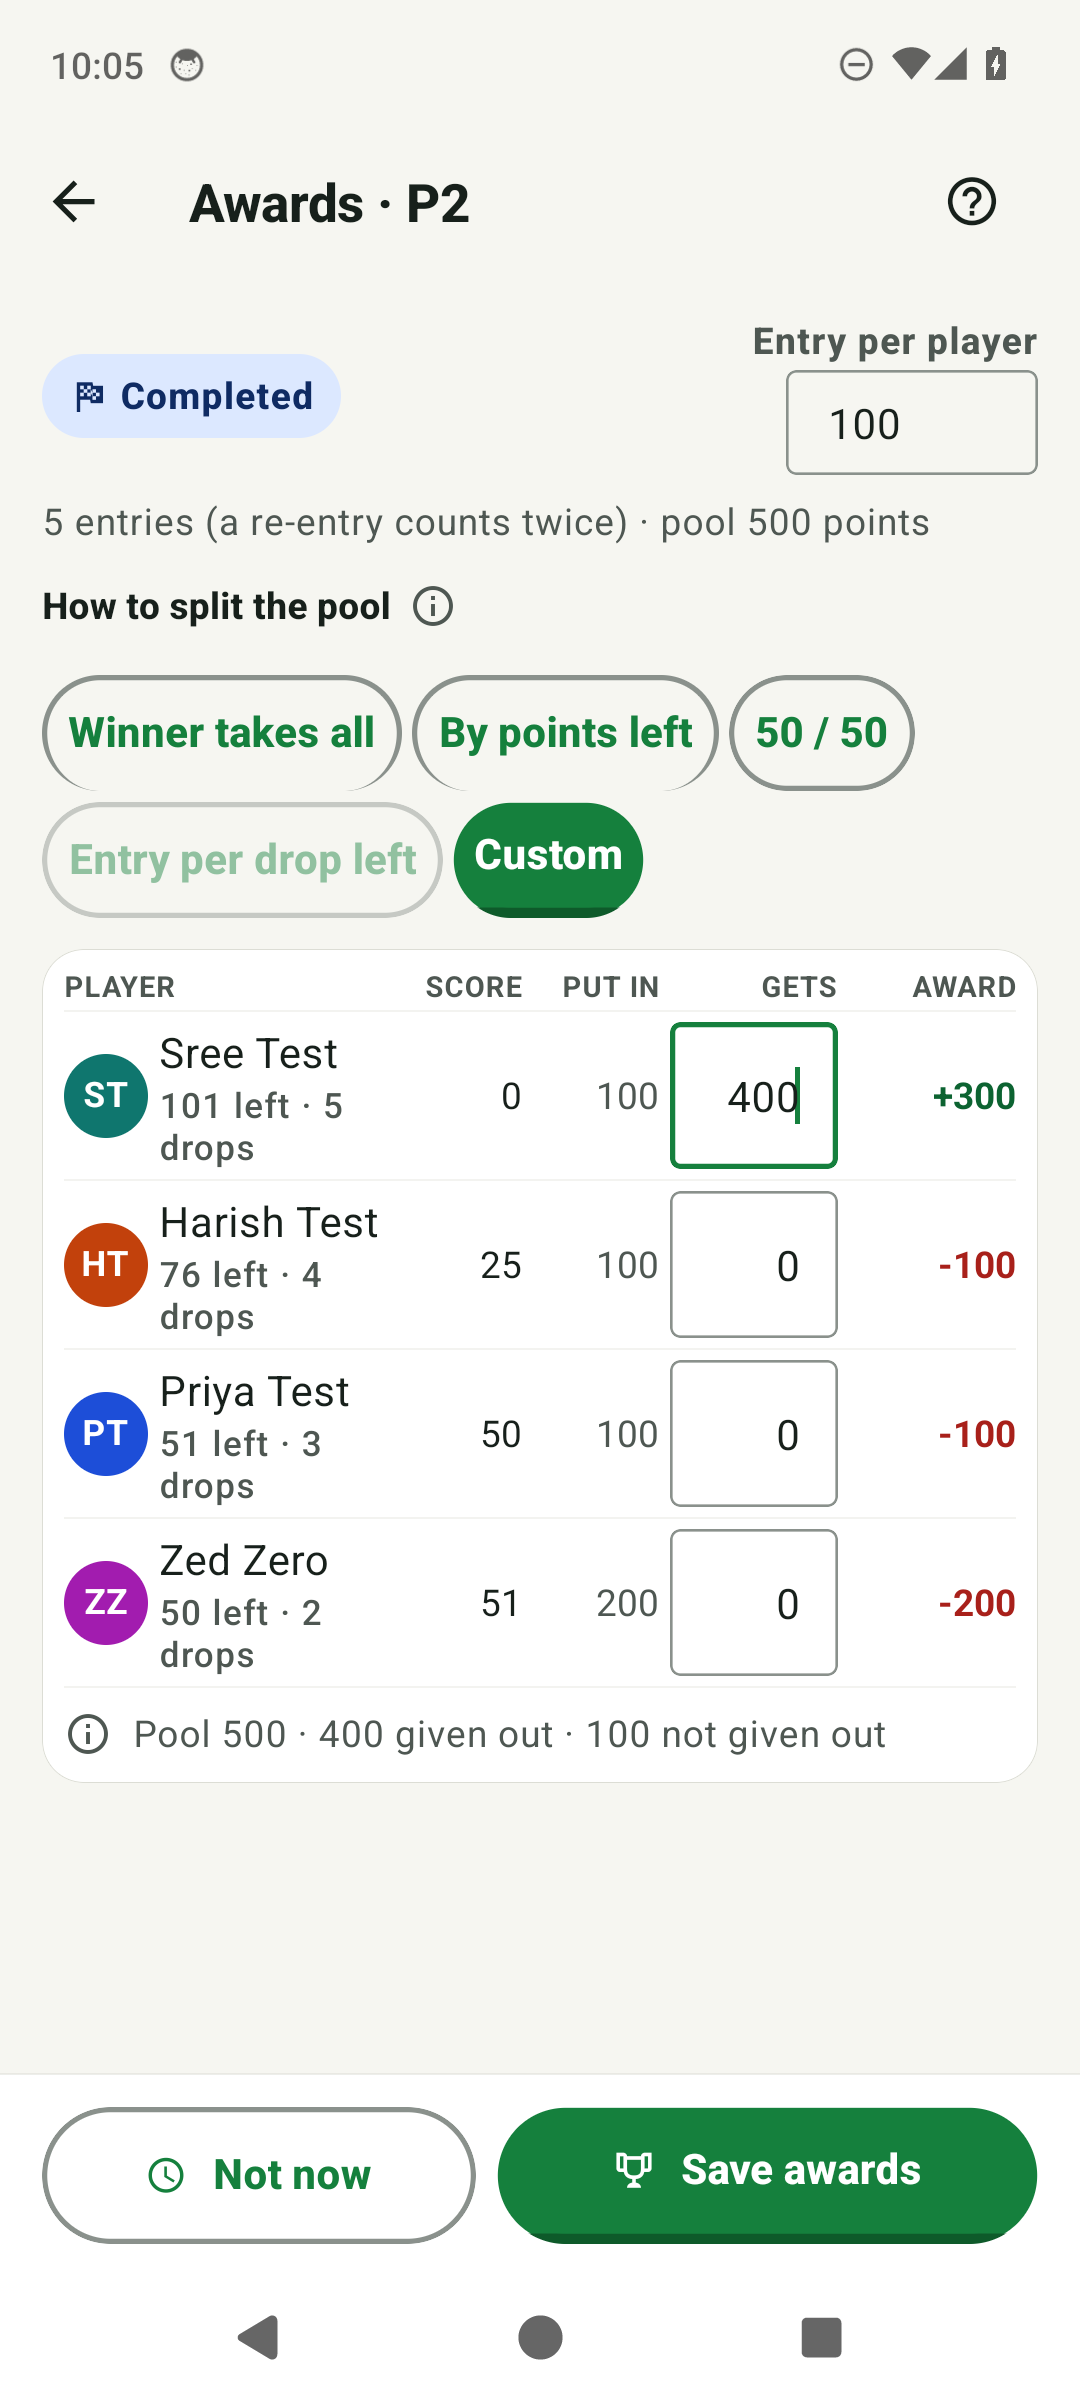 10:05
Awards · P2
Entry per player
Completed
100
5 entries (a re-entry counts twice) · pool 500 points
How to split the pool
Winner takes all
By points left
50 / 50
Entry per drop left
Custom
PLAYER SCORE PUT IN GETS AWARD
ST
Sree Test
101 left · 5
drops
0 100 400 +300
HT
Harish Test
76 left · 4
drops
25 100 0 -100
PT
Priya Test
51 left · 3
drops
50 100 0 -100
ZZ
Zed Zero
50 left · 2
drops
51 200 0 -200
Pool 500 · 400 given out · 100 not given out
Not now
Save awards